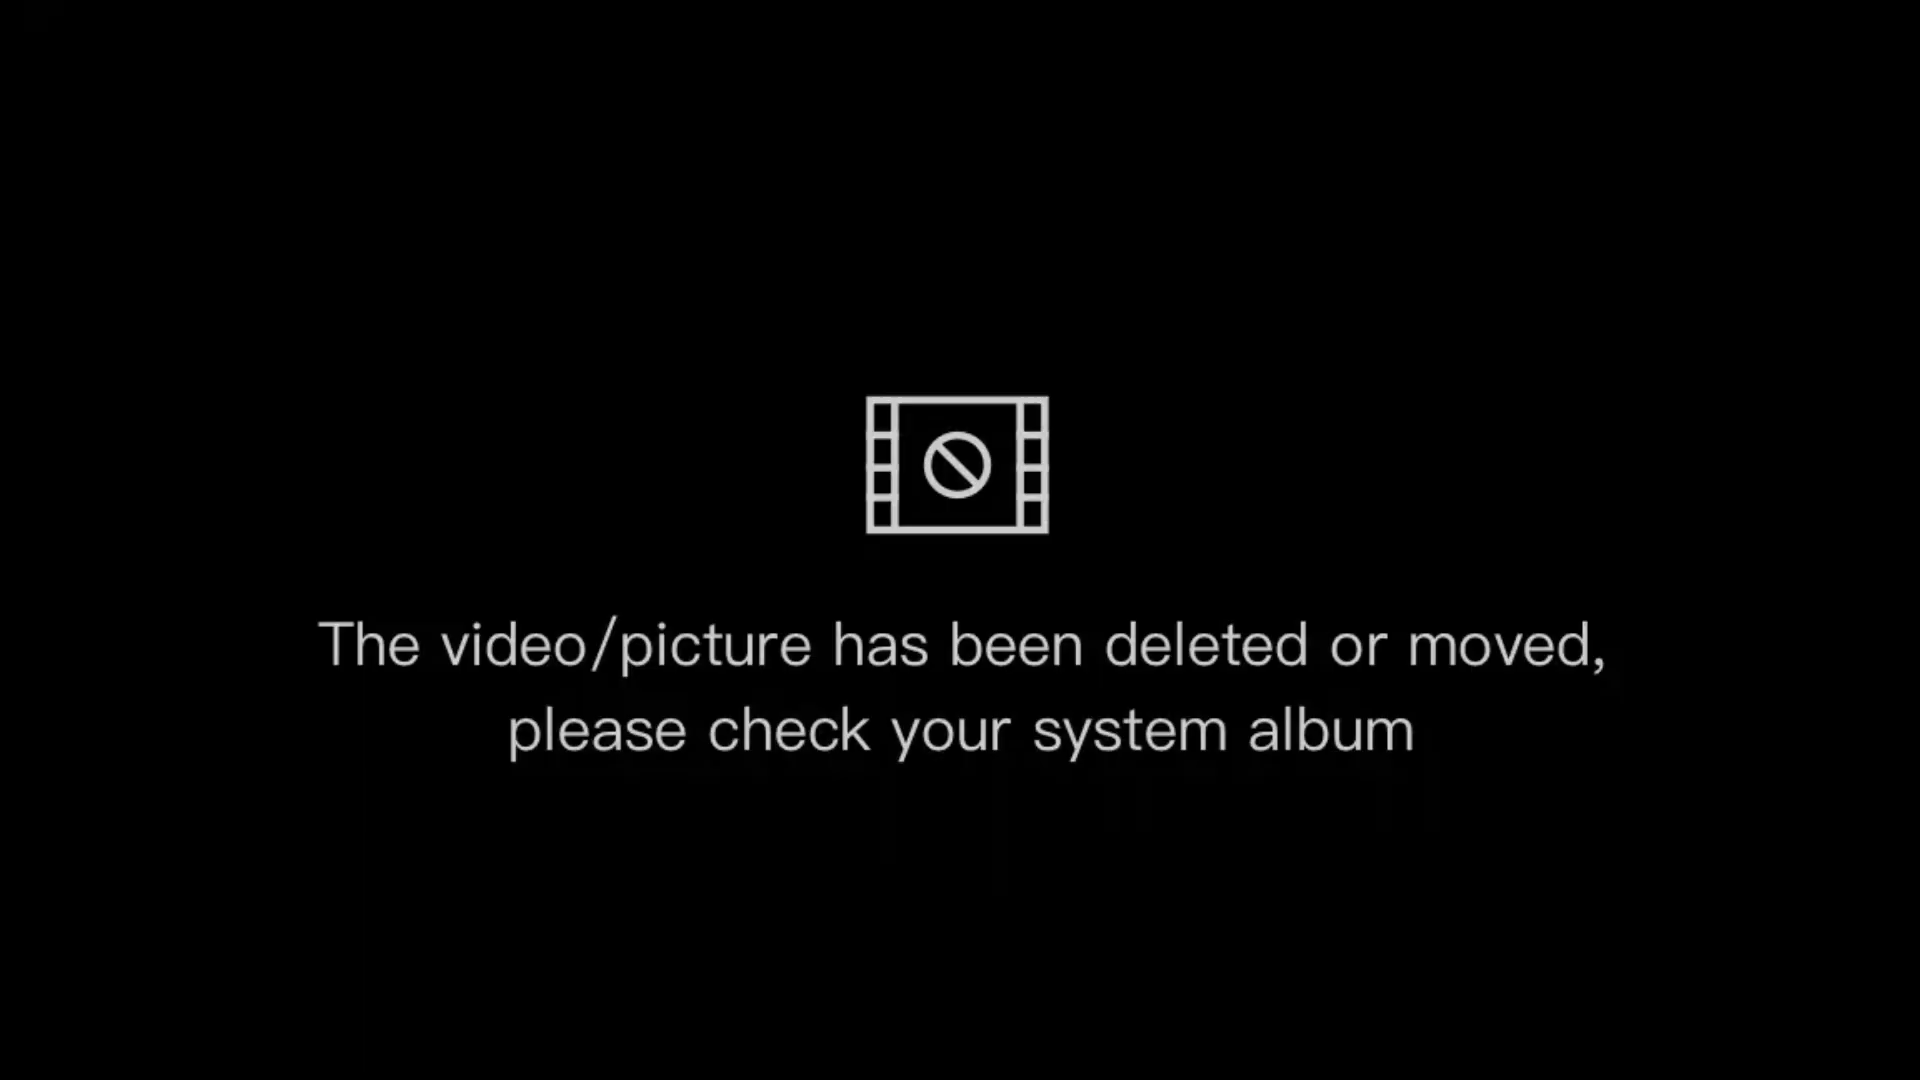 The video/picture has been deleted or moved,
please check your system album